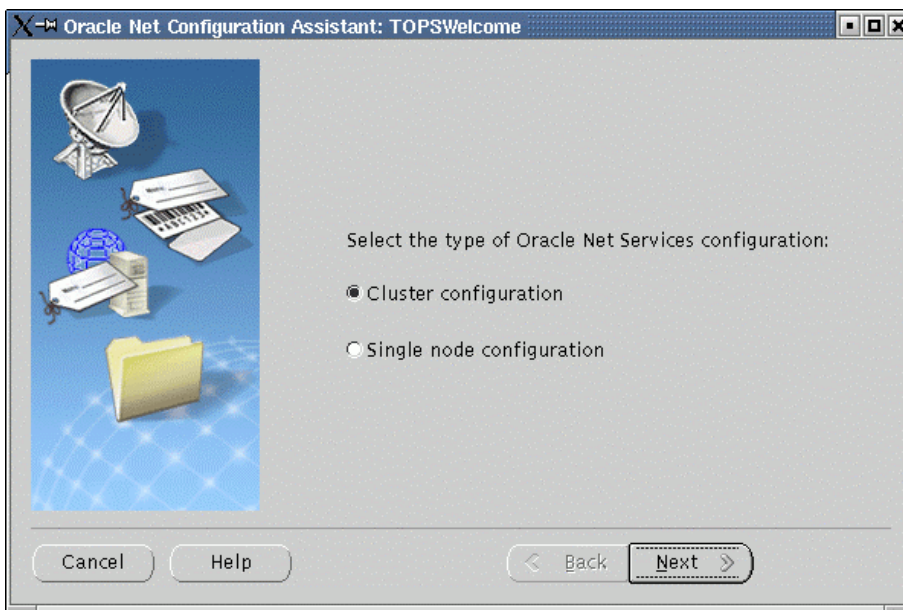 Oracle Net Configuration Assistant: TOPSWelcome
Select the type of Oracle Net Services configuration:
Cluster configuration
Single node configuration
Cancel
Help
Back
Next